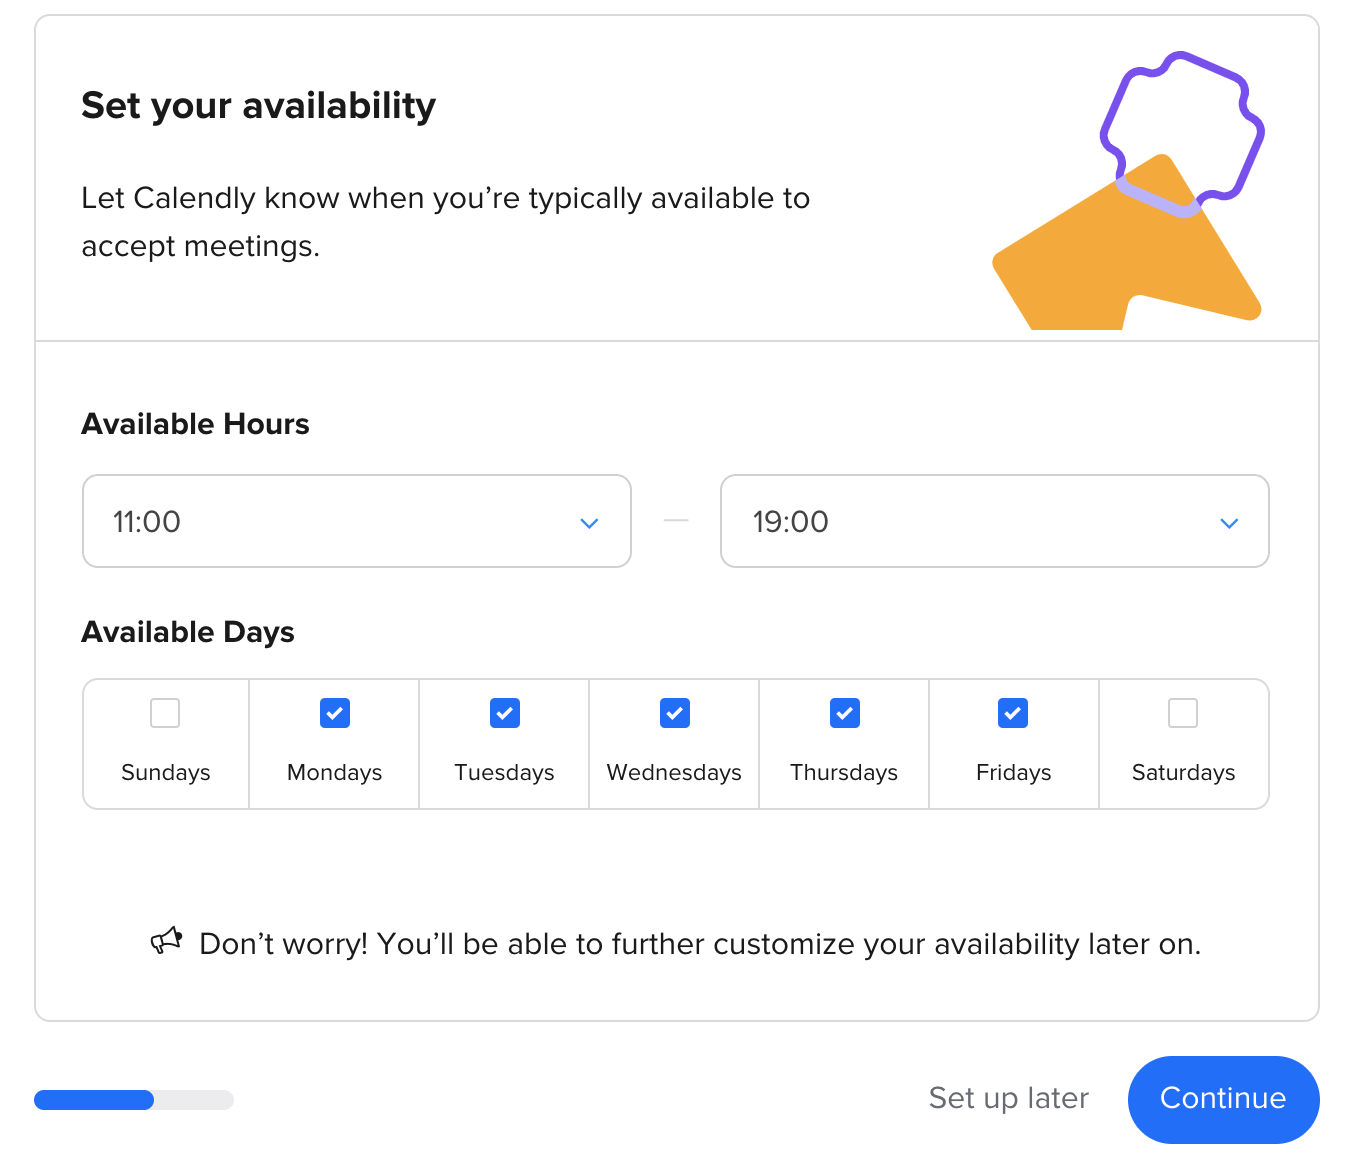 Set your availability
Let Calendly know when you’re typically available to
accept meetings.
Available Hours
11:00 — 19:00
Available Days
Sundays Mondays Tuesdays Wednesdays Thursdays Fridays Saturdays
Don’t worry! You’ll be able to further customize your availability later on.
Set up later Continue